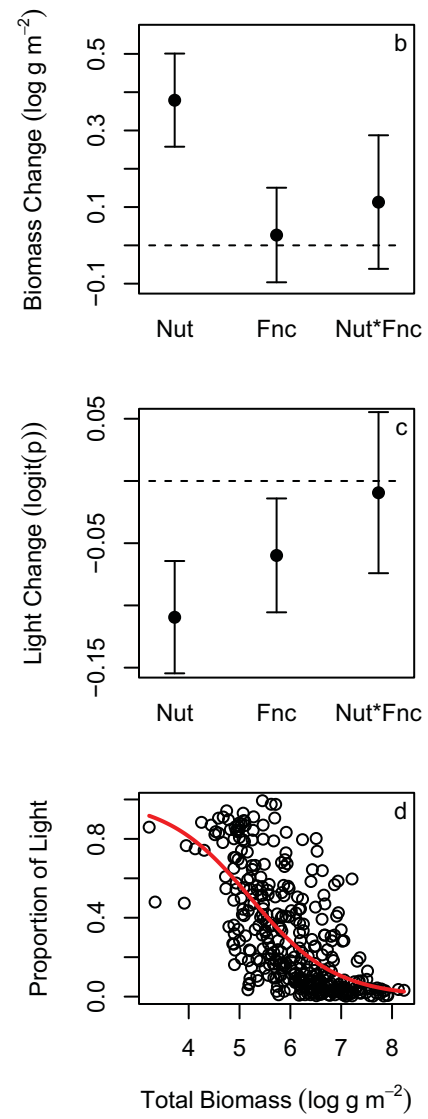 b
Biomass Change (log g m⁻²)
0.5
0.3
0.1
−0.1
Nut Fnc Nut*Fnc
c
Light Change (logit(p))
0.05
−0.05
−0.15
Nut Fnc Nut*Fnc
d
Proportion of Light
0.8
0.4
0.0
4 5 6 7 8
Total Biomass (log g m⁻²)